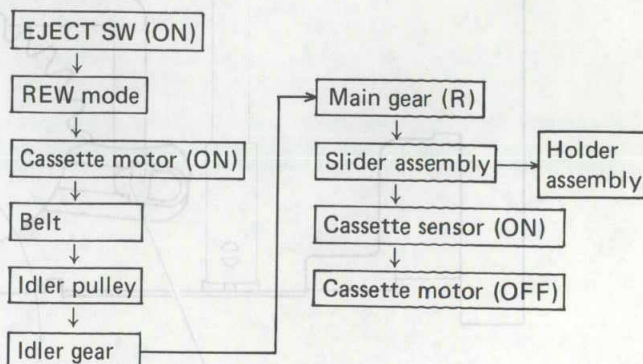 EJECT SW (ON)
REW mode
Cassette motor (ON)
Belt
Idler pulley
Idler gear
Main gear (R)
Slider assembly
Holder
assembly
Cassette sensor (ON)
Cassette motor (OFF)